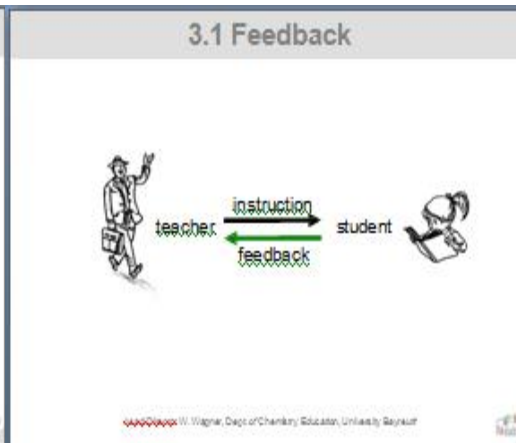 3.1 Feedback
instruction
teacher
student
feedback
W. Wagner, Dept of Chemistry Education, University Bayreuth